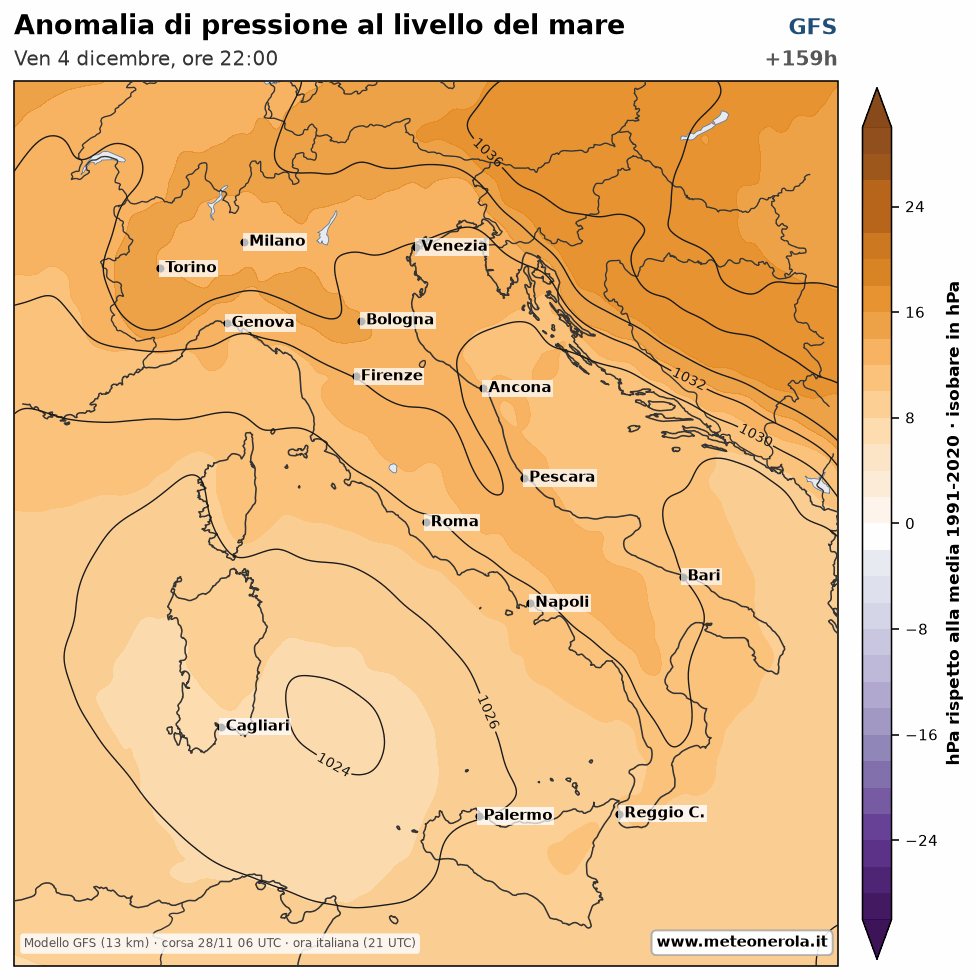 Anomalia di pressione al livello del mare
GFS
Ven 4 dicembre, ore 22:00
+159h
1036
Milano
Venezia
Torino
Genova
Bologna
Firenze
1032
Ancona
1030
Pescara
Roma
Bari
Napoli
1026
Cagliari
1024
Palermo
Reggio C.
Modello GFS (13 km) · corsa 28/11 06 UTC · ora italiana (21 UTC)
www.meteonerola.it
24
16
8
0
−8
−16
−24
hPa rispetto alla media 1991-2020 · isobare in hPa